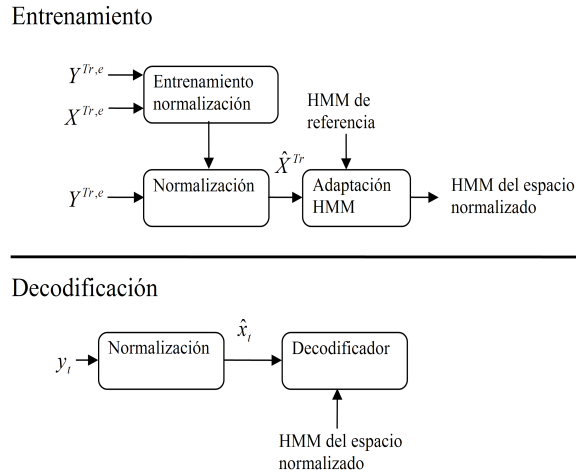 Entrenamiento
Y^{Tr,e}
X^{Tr,e}
Entrenamiento
normalización
HMM de
referencia
Y^{Tr,e}
Normalización
X̂^{Tr}
Adaptación
HMM
HMM del espacio
normalizado
Decodificación
y_t
Normalización
x̂_t
Decodificador
HMM del espacio
normalizado